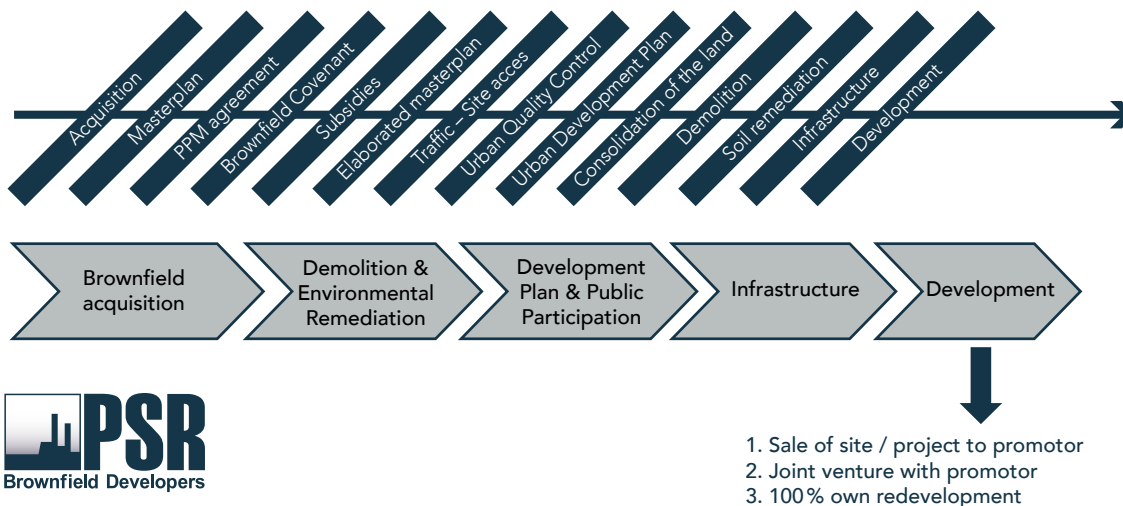 Acquisition
Masterplan
PPM agreement
Brownfield Covenant
Subsidies
Elaborated masterplan
Traffic – Site acces
Urban Quality Control
Urban Development Plan
Consolidation of the land
Demolition
Soil remediation
Infrastructure
Development
Brownfield
acquisition
Demolition &
Environmental
Remediation
Development
Plan & Public
Participation
Infrastructure
Development
PSR
Brownfield Developers
1. Sale of site / project to promotor
2. Joint venture with promotor
3. 100% own redevelopment